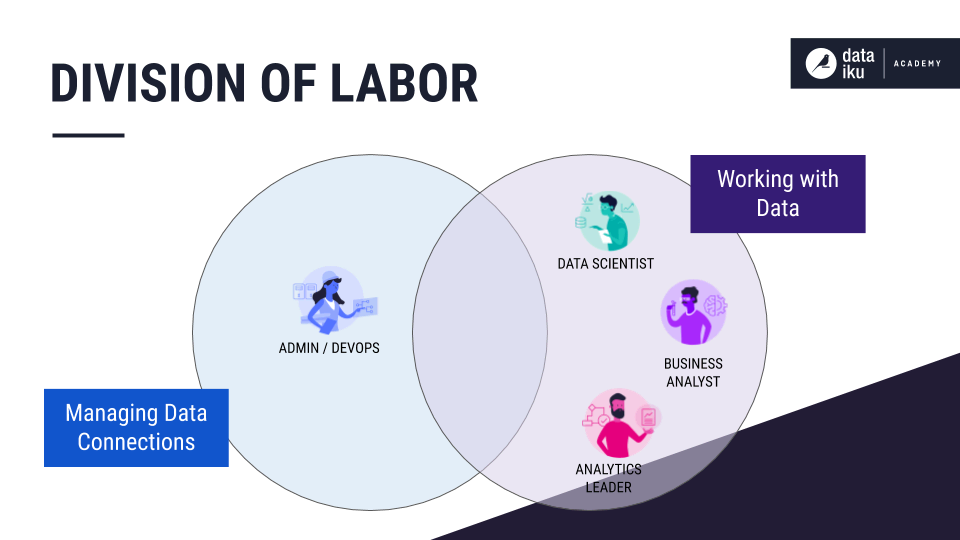 DIVISION OF LABOR
data
iku
ACADEMY
Working with
Data
DATA SCIENTIST
ADMIN / DEVOPS
BUSINESS
ANALYST
Managing Data
Connections
ANALYTICS
LEADER